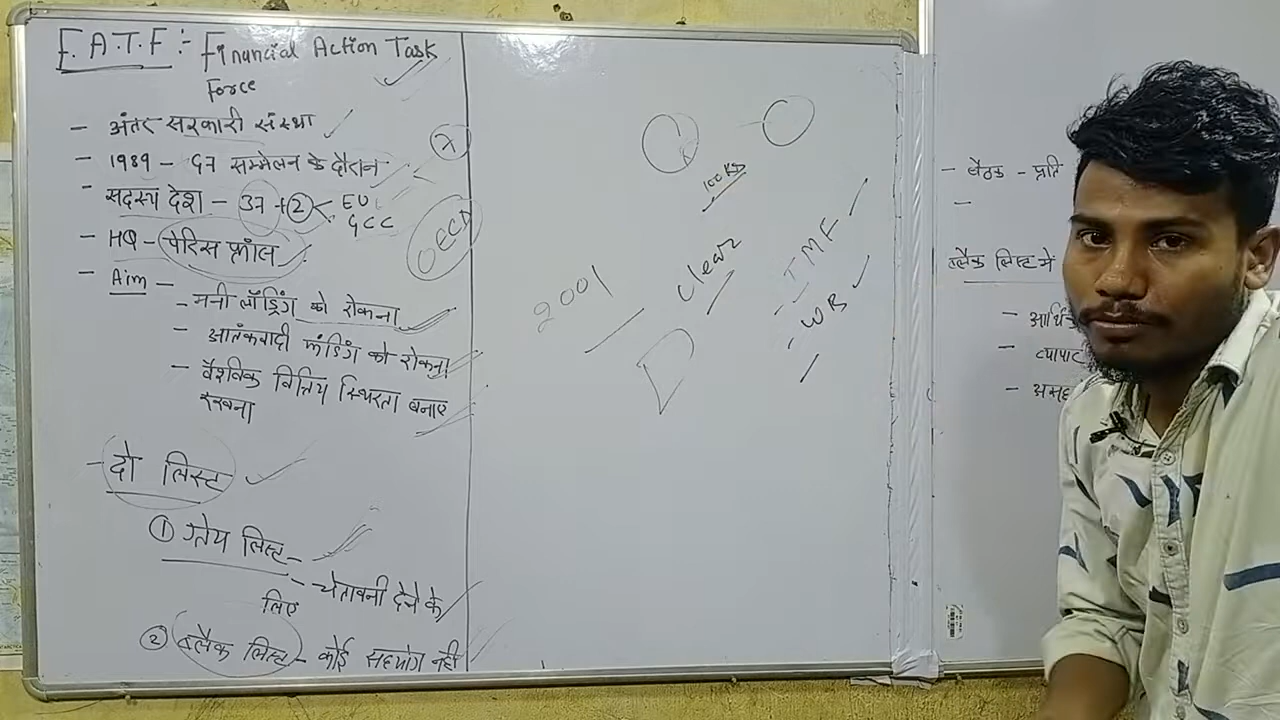 F.A.T.F :- Financial Action Task
Force
- अंतर सरकारी संस्था
- 1989 - G7 सम्मेलन के दौरान
- सदस्य देश - 37 + 2 < EU
GCC
- HQ - पेरिस फ्रांस
- Aim -
- मनी लॉड्रिंग को रोकना
- आतंकवादी फंडिंग को रोकना
- वैश्विक वित्तिय स्थिरता बनाए
रखना
- दो लिस्ट
① ग्रेय लिस्ट -
- चेतावनी देने के
लिए
② ब्लैक लिस्ट - कोई सहयोग नही
X
OECD
100 KG
2001
Clear
IMF
- WB
- बैठक - प्रति
-
ब्लैक लिस्ट में
-
-
-